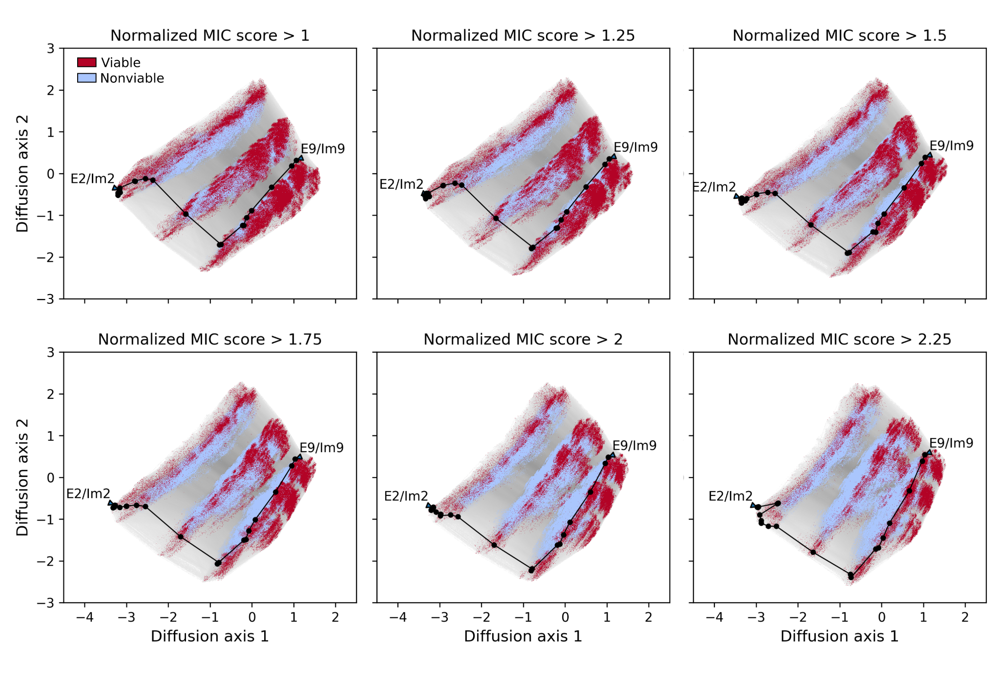 Normalized MIC score > 1
Normalized MIC score > 1.25
Normalized MIC score > 1.5
Viable
Nonviable
3
2
1
0
−1
−2
−3
Diffusion axis 2
E2/Im2
E9/Im9
E2/Im2
E9/Im9
E2/Im2
E9/Im9
Normalized MIC score > 1.75
Normalized MIC score > 2
Normalized MIC score > 2.25
3
2
1
0
−1
−2
−3
Diffusion axis 2
E2/Im2
E9/Im9
E2/Im2
E9/Im9
E2/Im2
E9/Im9
−4 −3 −2 −1 0 1 2
−4 −3 −2 −1 0 1 2
−4 −3 −2 −1 0 1 2
Diffusion axis 1
Diffusion axis 1
Diffusion axis 1